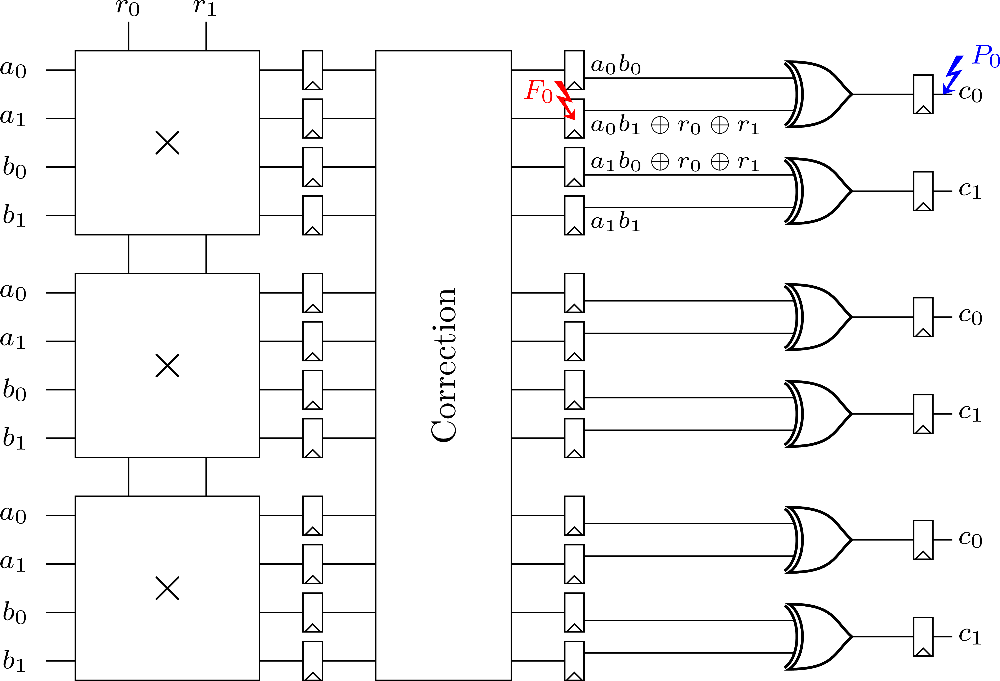 r₀ r₁
a₀
a₁
×
b₀
b₁
a₀
a₁
×
b₀
b₁
a₀
a₁
×
b₀
b₁
Correction
F₀
a₀b₀
a₀b₁ ⊕ r₀ ⊕ r₁
a₁b₀ ⊕ r₀ ⊕ r₁
a₁b₁
P₀
c₀
c₁
c₀
c₁
c₀
c₁